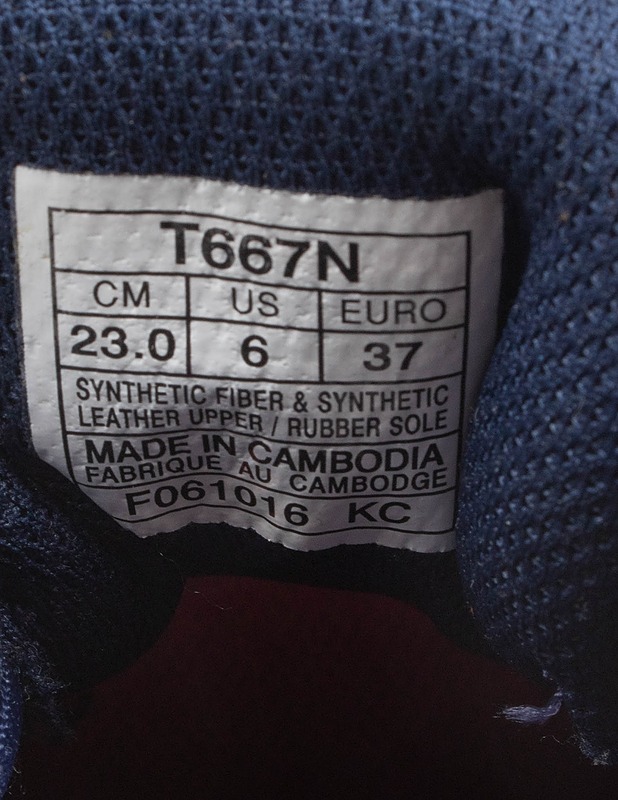 T667N
CM US EURO
23.0 6 37
SYNTHETIC FIBER & SYNTHETIC
LEATHER UPPER / RUBBER SOLE
MADE IN CAMBODIA
FABRIQUE AU CAMBODGE
F061016 KC